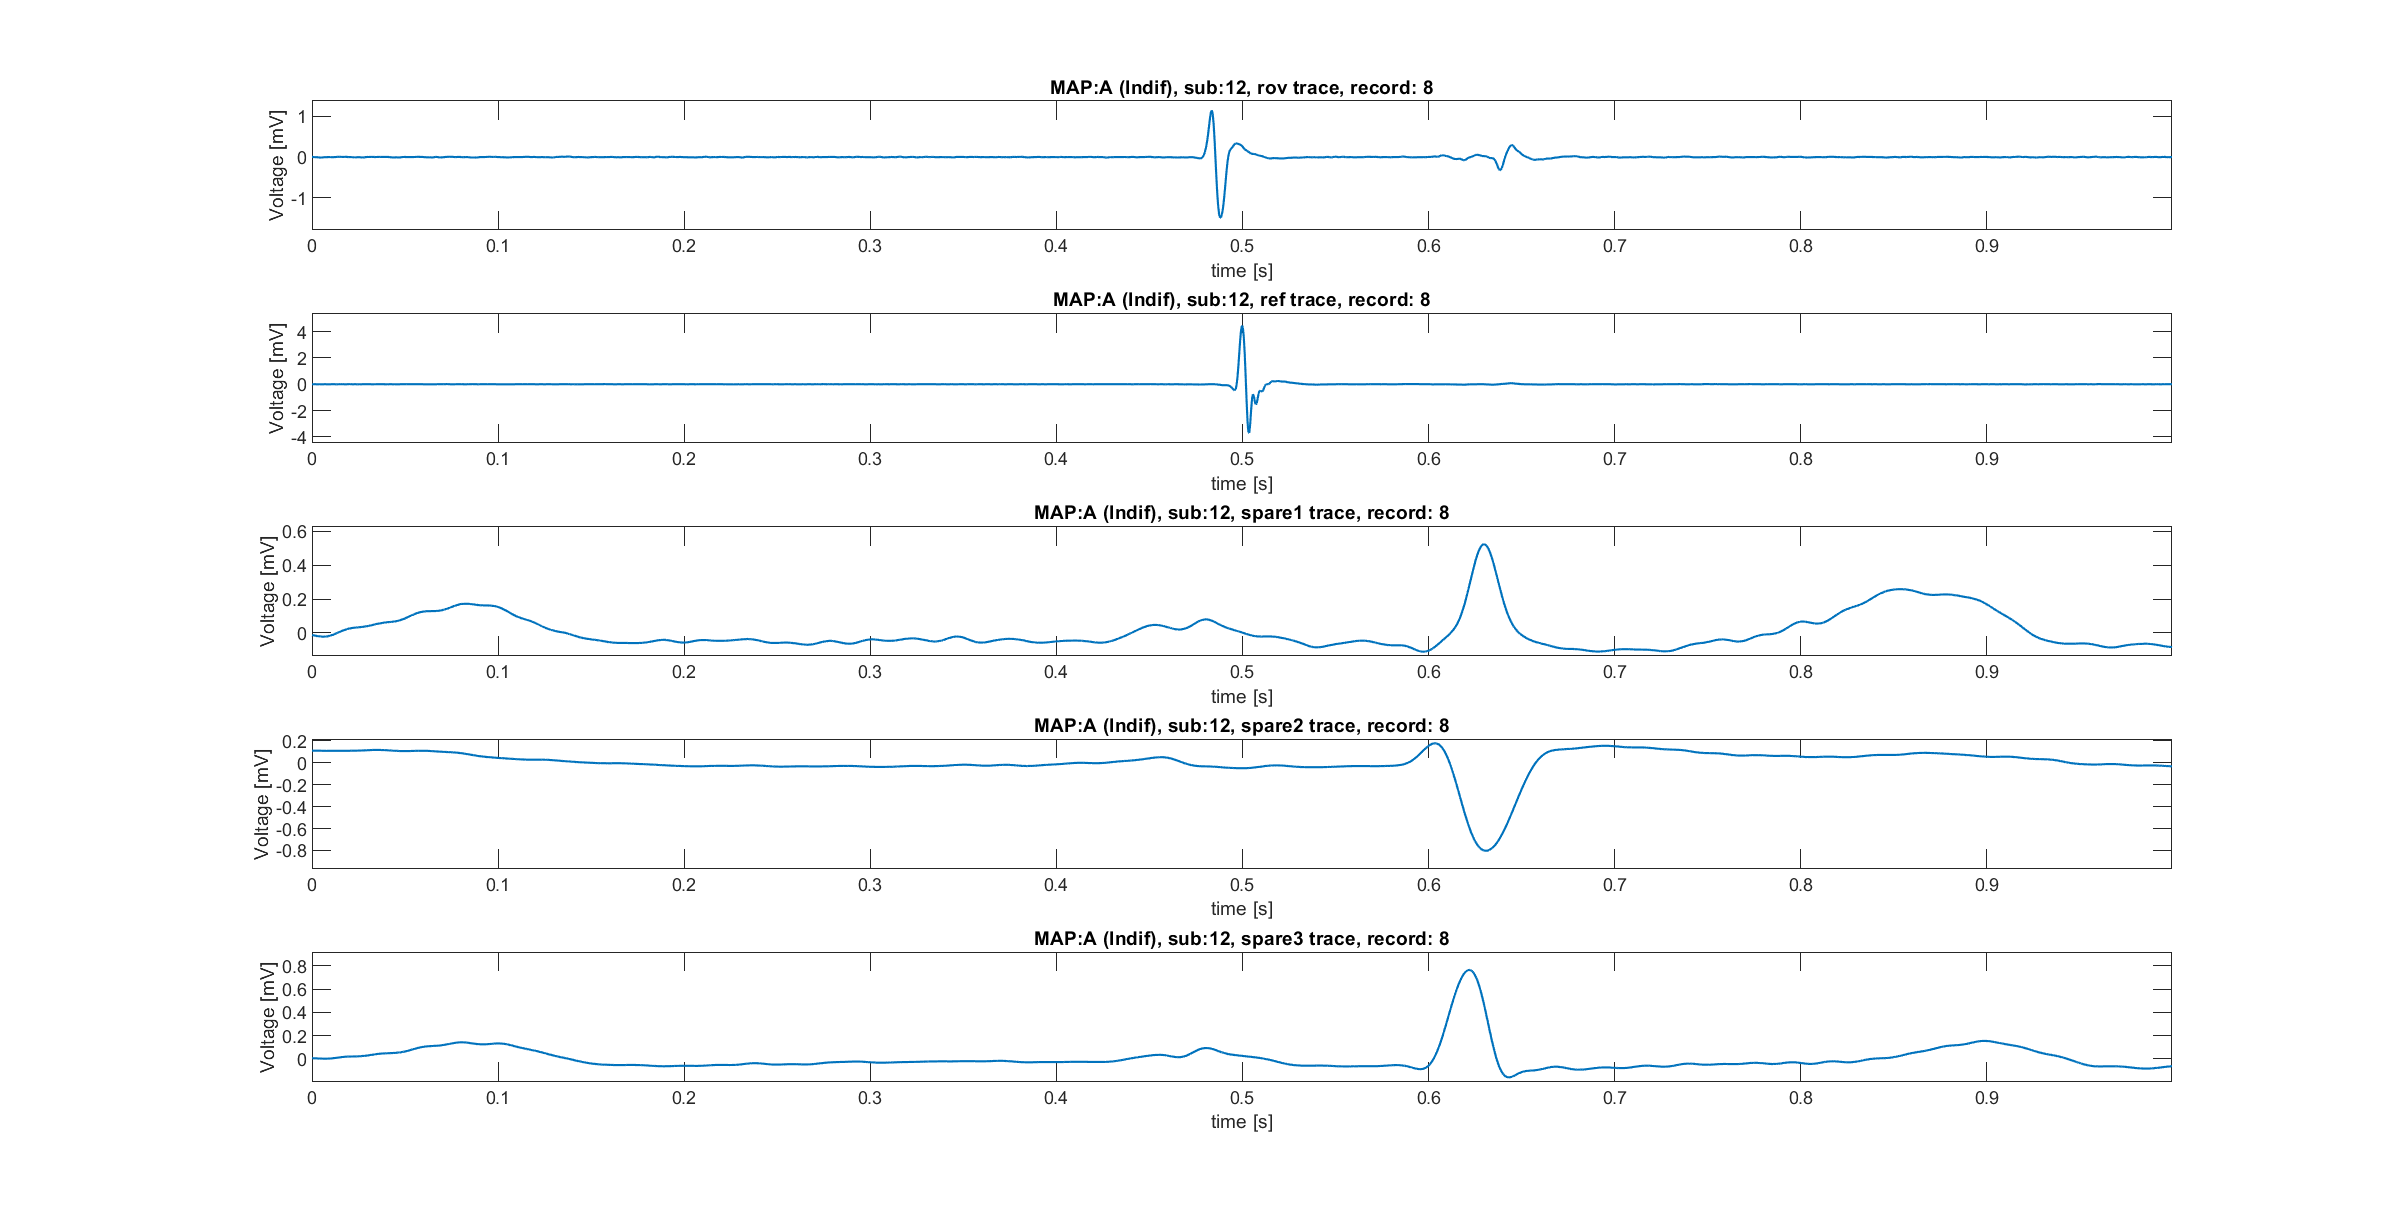 MAP:A (Indif), sub:12, rov trace, record: 8
Voltage [mV]
1
0
-1
0 0.1 0.2 0.3 0.4 0.5 0.6 0.7 0.8 0.9
time [s]
MAP:A (Indif), sub:12, ref trace, record: 8
Voltage [mV]
4
2
0
-2
-4
0 0.1 0.2 0.3 0.4 0.5 0.6 0.7 0.8 0.9
time [s]
MAP:A (Indif), sub:12, spare1 trace, record: 8
Voltage [mV]
0.6
0.4
0.2
0
0 0.1 0.2 0.3 0.4 0.5 0.6 0.7 0.8 0.9
time [s]
MAP:A (Indif), sub:12, spare2 trace, record: 8
Voltage [mV]
0.2
0
-0.2
-0.4
-0.6
-0.8
0 0.1 0.2 0.3 0.4 0.5 0.6 0.7 0.8 0.9
time [s]
MAP:A (Indif), sub:12, spare3 trace, record: 8
Voltage [mV]
0.8
0.6
0.4
0.2
0
0 0.1 0.2 0.3 0.4 0.5 0.6 0.7 0.8 0.9
time [s]